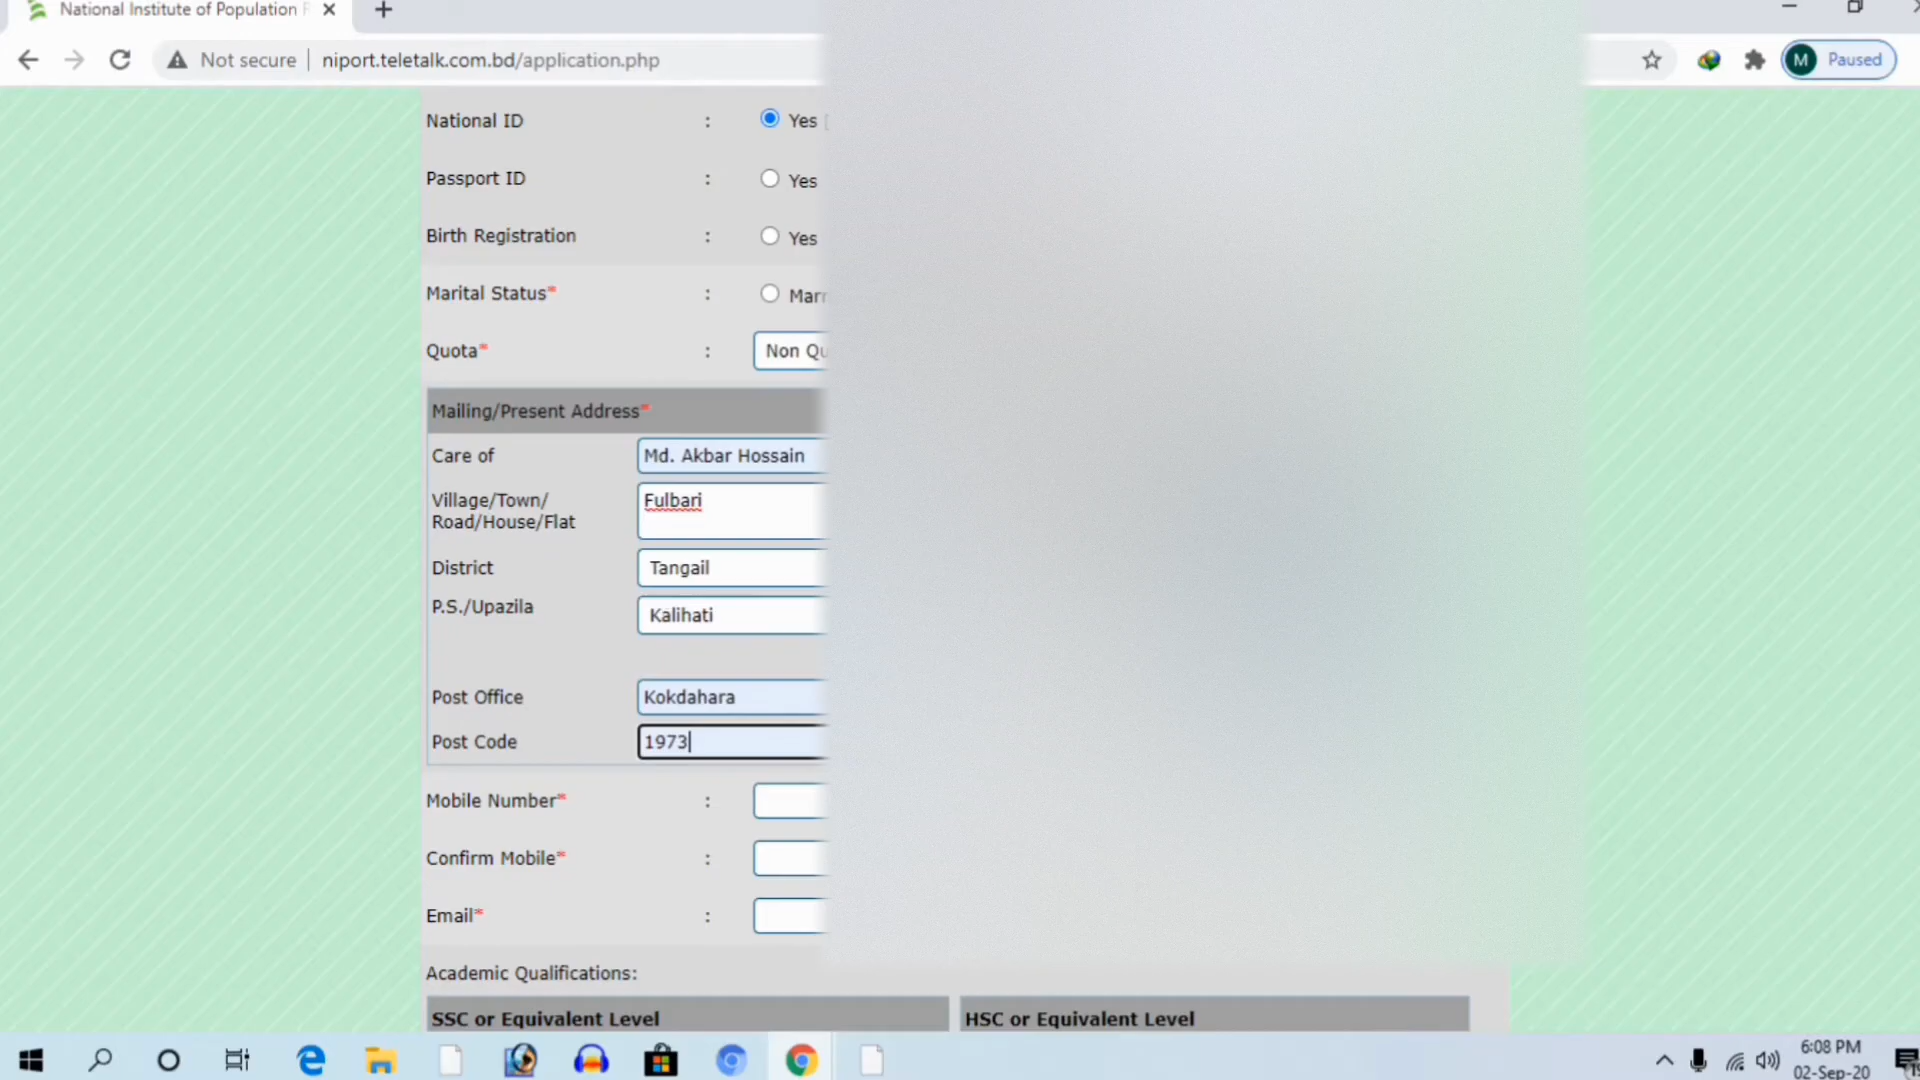 National Institute of Population
Not secure
niport.teletalk.com.bd/application.php
M Paused
National ID : Yes
Passport ID : Yes
Birth Registration : Yes
Marital Status* :
Quota* : Non
Mailing/Present Address*
Care of Md. Akbar Hossain
Village/Town/ Fulbari
Road/House/Flat
District Tangail
P.S./Upazila Kalihati
Post Office Kokdahara
Post Code 1973
Mobile Number* :
Confirm Mobile* :
Email* :
Academic Qualifications:
SSC or Equivalent Level HSC or Equivalent Level
6:08 PM
02-Sep-20